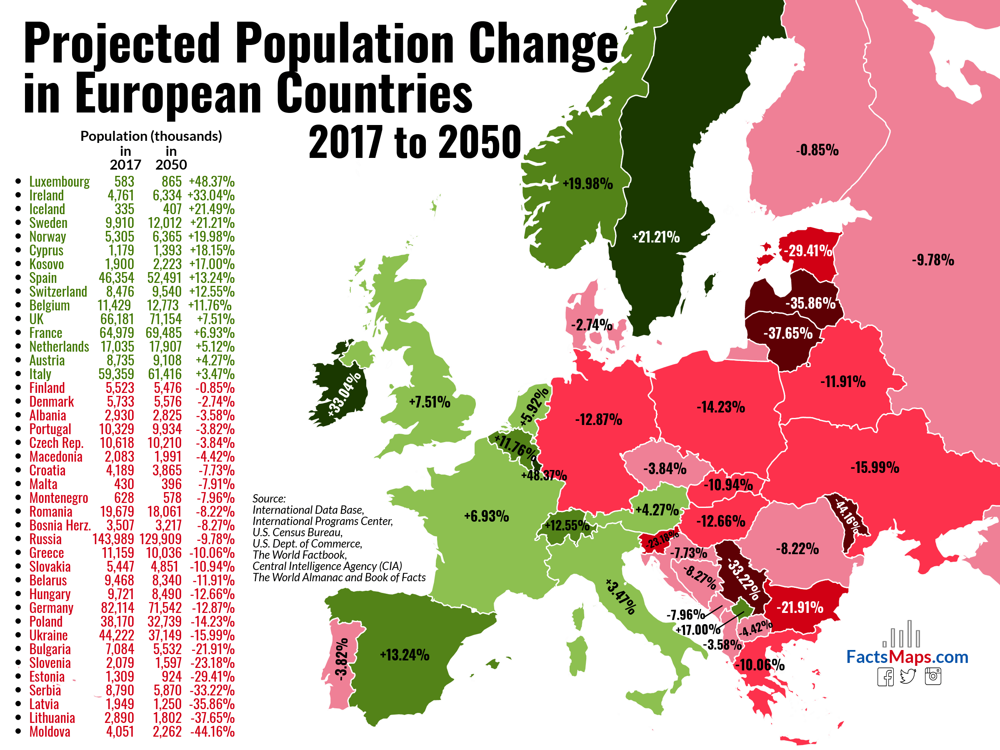 Projected Population Change
in European Countries
2017 to 2050
Population (thousands)
in in
2017 2050
• Luxembourg 583 865 +48.37%
• Ireland 4,761 6,334 +33.04%
• Iceland 335 407 +21.49%
• Sweden 9,910 12,012 +21.21%
• Norway 5,305 6,365 +19.98%
• Cyprus 1,179 1,393 +18.15%
• Kosovo 1,900 2,223 +17.00%
• Spain 46,354 52,491 +13.24%
• Switzerland 8,476 9,540 +12.55%
• Belgium 11,429 12,773 +11.76%
• UK 66,181 71,154 +7.51%
• France 64,979 69,485 +6.93%
• Netherlands 17,035 17,907 +5.12%
• Austria 8,735 9,108 +4.27%
• Italy 59,359 61,416 +3.47%
• Finland 5,523 5,476 -0.85%
• Denmark 5,733 5,576 -2.74%
• Albania 2,930 2,825 -3.58%
• Portugal 10,329 9,934 -3.82%
• Czech Rep. 10,618 10,210 -3.84%
• Macedonia 2,083 1,991 -4.42%
• Croatia 4,189 3,865 -7.73%
• Malta 430 396 -7.91%
• Montenegro 628 578 -7.96%
• Romania 19,679 18,061 -8.22%
• Bosnia Herz. 3,507 3,217 -8.27%
• Russia 143,989 129,909 -9.78%
• Greece 11,159 10,036 -10.06%
• Slovakia 5,447 4,851 -10.94%
• Belarus 9,468 8,340 -11.91%
• Hungary 9,721 8,490 -12.66%
• Germany 82,114 71,542 -12.87%
• Poland 38,170 32,739 -14.23%
• Ukraine 44,222 37,149 -15.99%
• Bulgaria 7,084 5,532 -21.91%
• Slovenia 2,079 1,597 -23.18%
• Estonia 1,309 924 -29.41%
• Serbia 8,790 5,870 -33.22%
• Latvia 1,949 1,250 -35.86%
• Lithuania 2,890 1,802 -37.65%
• Moldova 4,051 2,262 -44.16%
Source:
International Data Base,
International Programs Center,
U.S. Census Bureau,
U.S. Dept. of Commerce,
The World Factbook,
Central Intelligence Agency (CIA)
The World Almanac and Book of Facts
-0.85%
+19.98%
+21.21%
-29.41%
-9.78%
-35.86%
-2.74%
-37.65%
-11.91%
+33.04%
+7.51%
+5.92%
-12.87%
-14.23%
+11.76%
+48.37%
-3.84%
-15.99%
-10.94%
+6.93%
+4.27%
-44.16%
+12.55%
-12.66%
-23.18%
-7.73%
-8.22%
-8.27%
-33.22%
+3.47%
-21.91%
-7.96%
+17.00%
-4.42%
-3.58%
-3.82%
+13.24%
-10.06%
FactsMaps.com